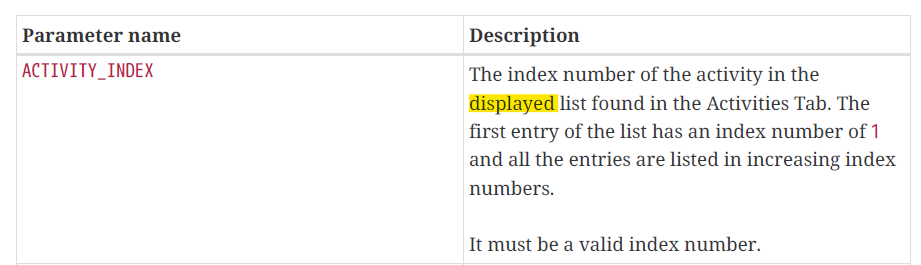 Parameter name
Description
ACTIVITY_INDEX
The index number of the activity in the
displayed list found in the Activities Tab. The
first entry of the list has an index number of 1
and all the entries are listed in increasing index
numbers.
It must be a valid index number.